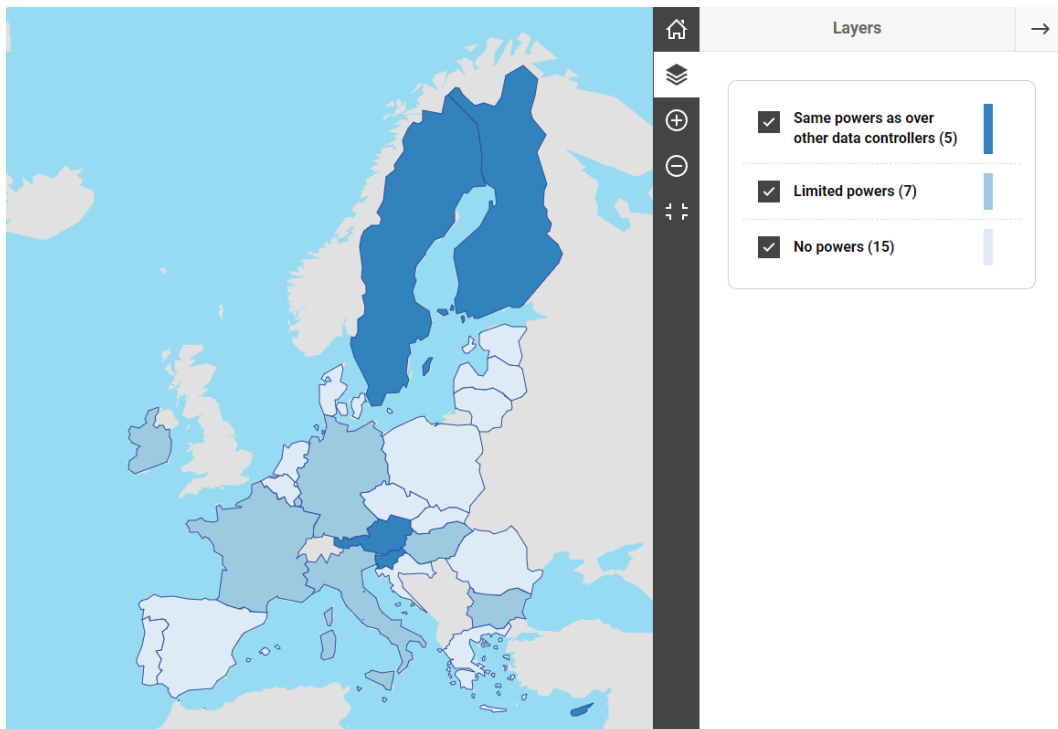 Layers
Same powers as over
other data controllers (5)
Limited powers (7)
No powers (15)